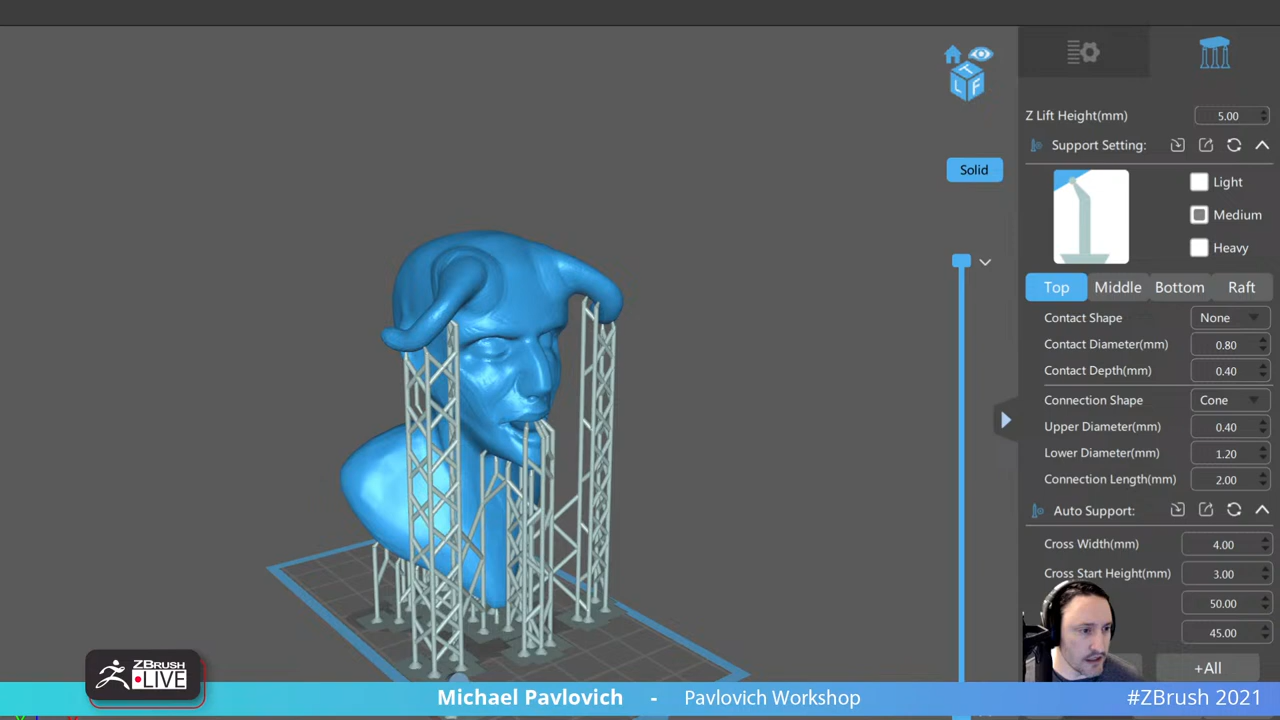 Z Lift Height(mm) 5.00
Support Setting:
Solid
Light
Medium
Heavy
Top Middle Bottom Raft
Contact Shape None
Contact Diameter(mm) 0.80
Contact Depth(mm) 0.40
Connection Shape Cone
Upper Diameter(mm) 0.40
Lower Diameter(mm) 1.20
Connection Length(mm) 2.00
Auto Support:
Cross Width(mm) 4.00
Cross Start Height(mm) 3.00
50.00
45.00
+All
ZBRUSH
LIVE
Michael Pavlovich - Pavlovich Workshop #ZBrush 2021
T
L F